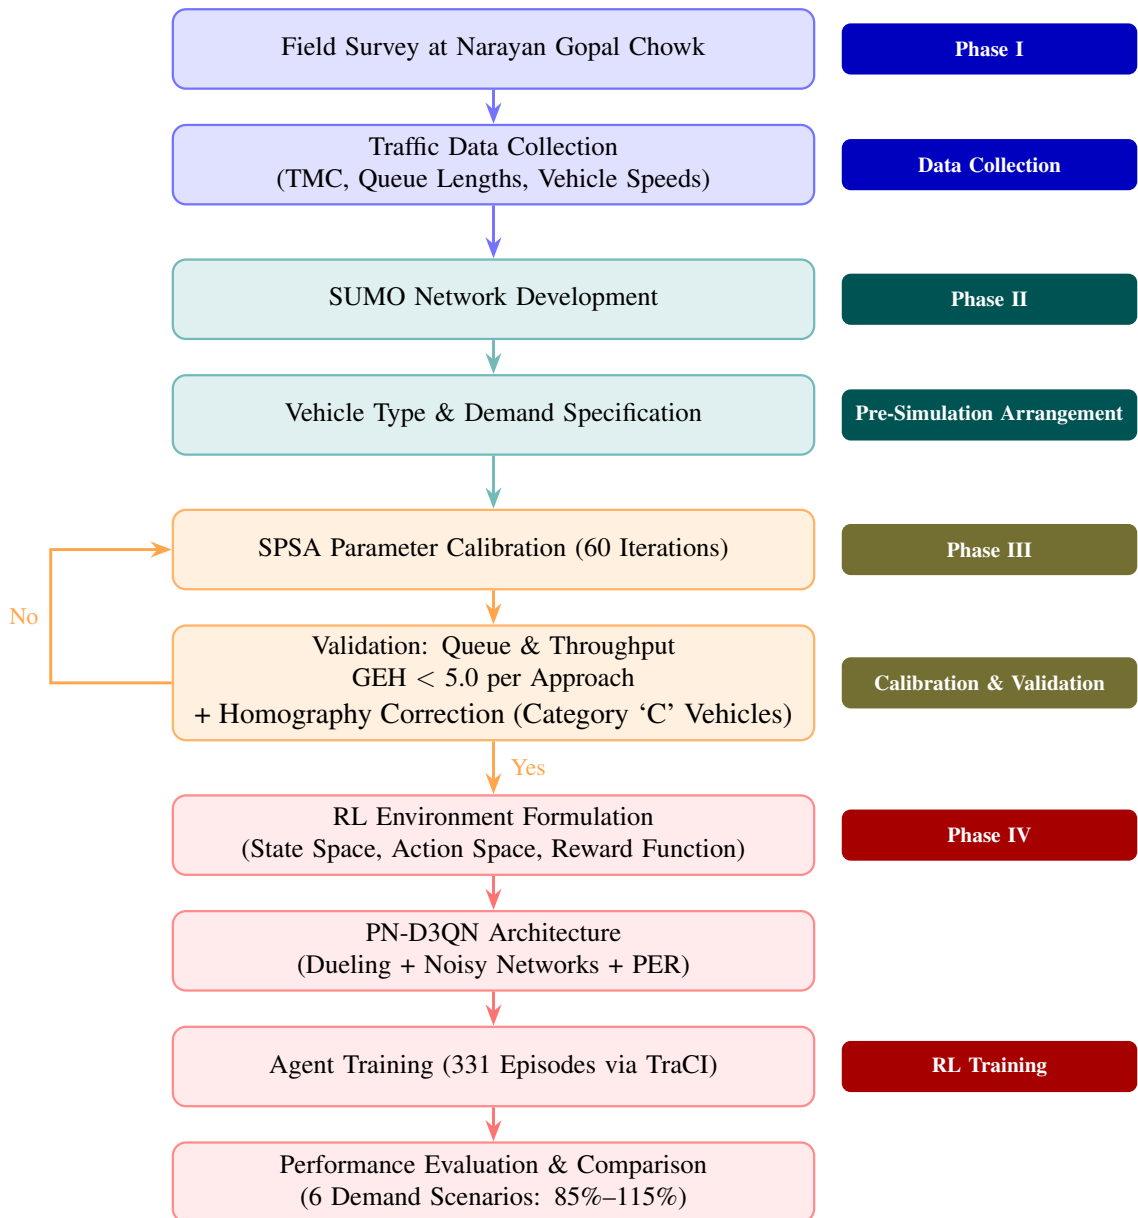 Field Survey at Narayan Gopal Chowk
Phase I
Traffic Data Collection
(TMC, Queue Lengths, Vehicle Speeds)
Data Collection
SUMO Network Development
Phase II
Vehicle Type & Demand Specification
Pre-Simulation Arrangement
SPSA Parameter Calibration (60 Iterations)
Phase III
No
Validation: Queue & Throughput
GEH < 5.0 per Approach
+ Homography Correction (Category ‘C’ Vehicles)
Calibration & Validation
Yes
RL Environment Formulation
(State Space, Action Space, Reward Function)
Phase IV
PN-D3QN Architecture
(Dueling + Noisy Networks + PER)
Agent Training (331 Episodes via TraCI)
RL Training
Performance Evaluation & Comparison
(6 Demand Scenarios: 85%–115%)